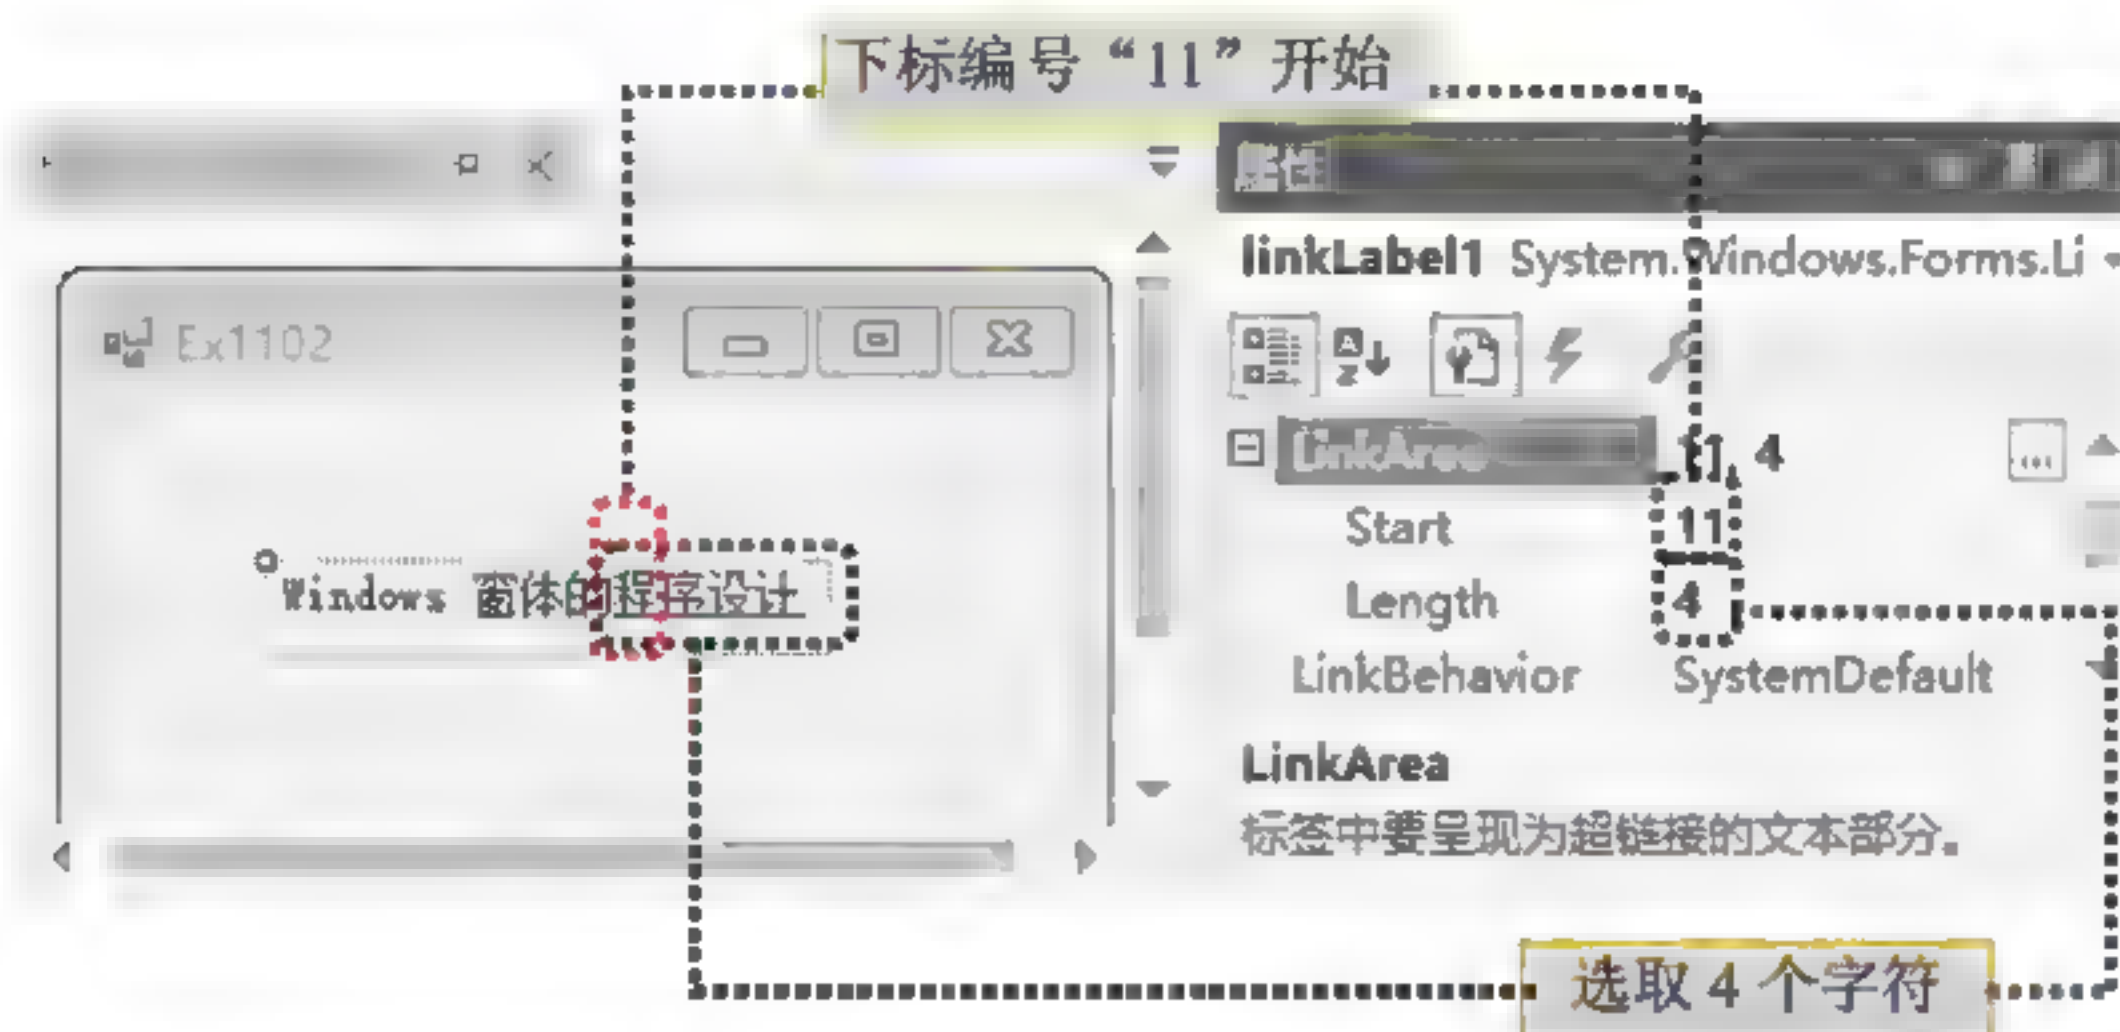 下标编号“11”开始
属性
linkLabel1 System.Windows.Forms.Li
Ex1102
LinkArea 11, 4
Start 11
Windows 窗体的程序设计
Length 4
LinkBehavior SystemDefault
LinkArea
标签中要呈现为超链接的文本部分。
选取 4 个字符